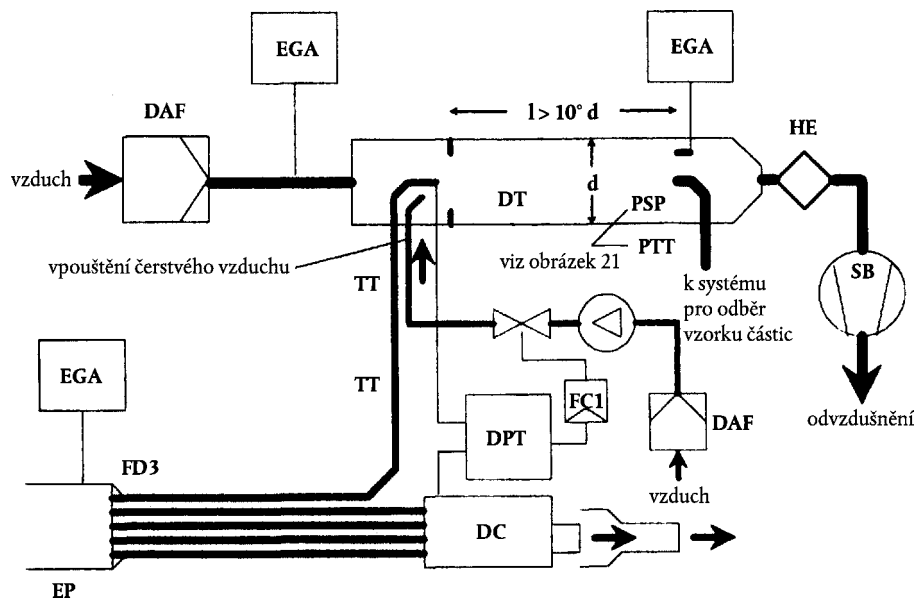 EGA
EGA
DAF
l > 10° d
HE
vzduch
d
DT
PSP
PTT
viz obrázek 21
vpouštění čerstvého vzduchu
TT
k systému
pro odběr
vzorku částic
SB
TT
EGA
FC1
DAF
odvzdušnění
DPT
FD3
vzduch
DC
EP